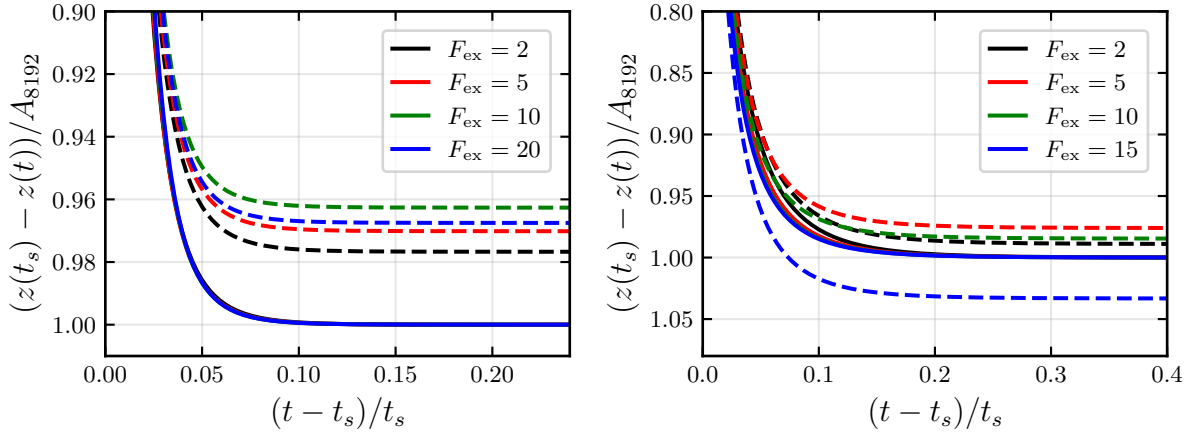 0.90
0.92
0.94
0.96
0.98
1.00
0.00 0.05 0.10 0.15 0.20
(z(t_s) − z(t))/A_8192
(t − t_s)/t_s
F_ex = 2
F_ex = 5
F_ex = 10
F_ex = 20
0.80
0.85
0.90
0.95
1.00
1.05
0.0 0.1 0.2 0.3 0.4
(z(t_s) − z(t))/A_8192
(t − t_s)/t_s
F_ex = 2
F_ex = 5
F_ex = 10
F_ex = 15